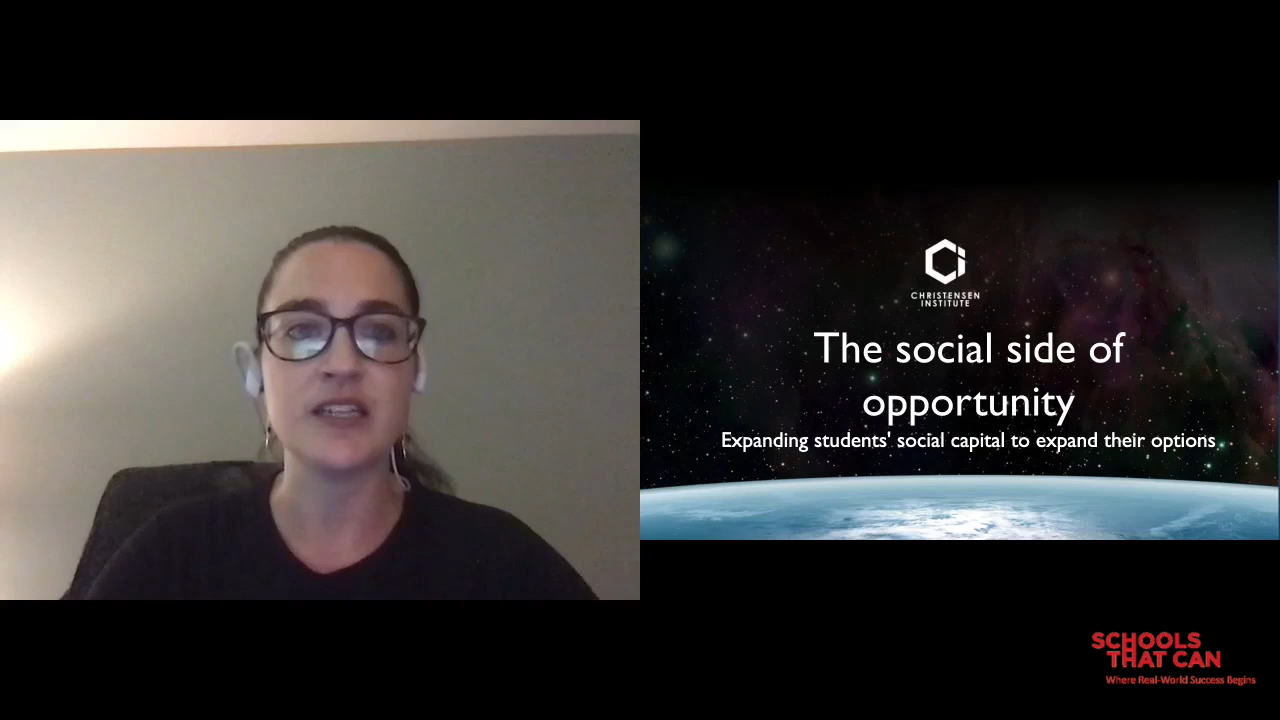 CHRISTENSEN
INSTITUTE
The social side of
opportunity
Expanding students' social capital to expand their options
SCHOOLS
THAT CAN
Where Real-World Success Begins